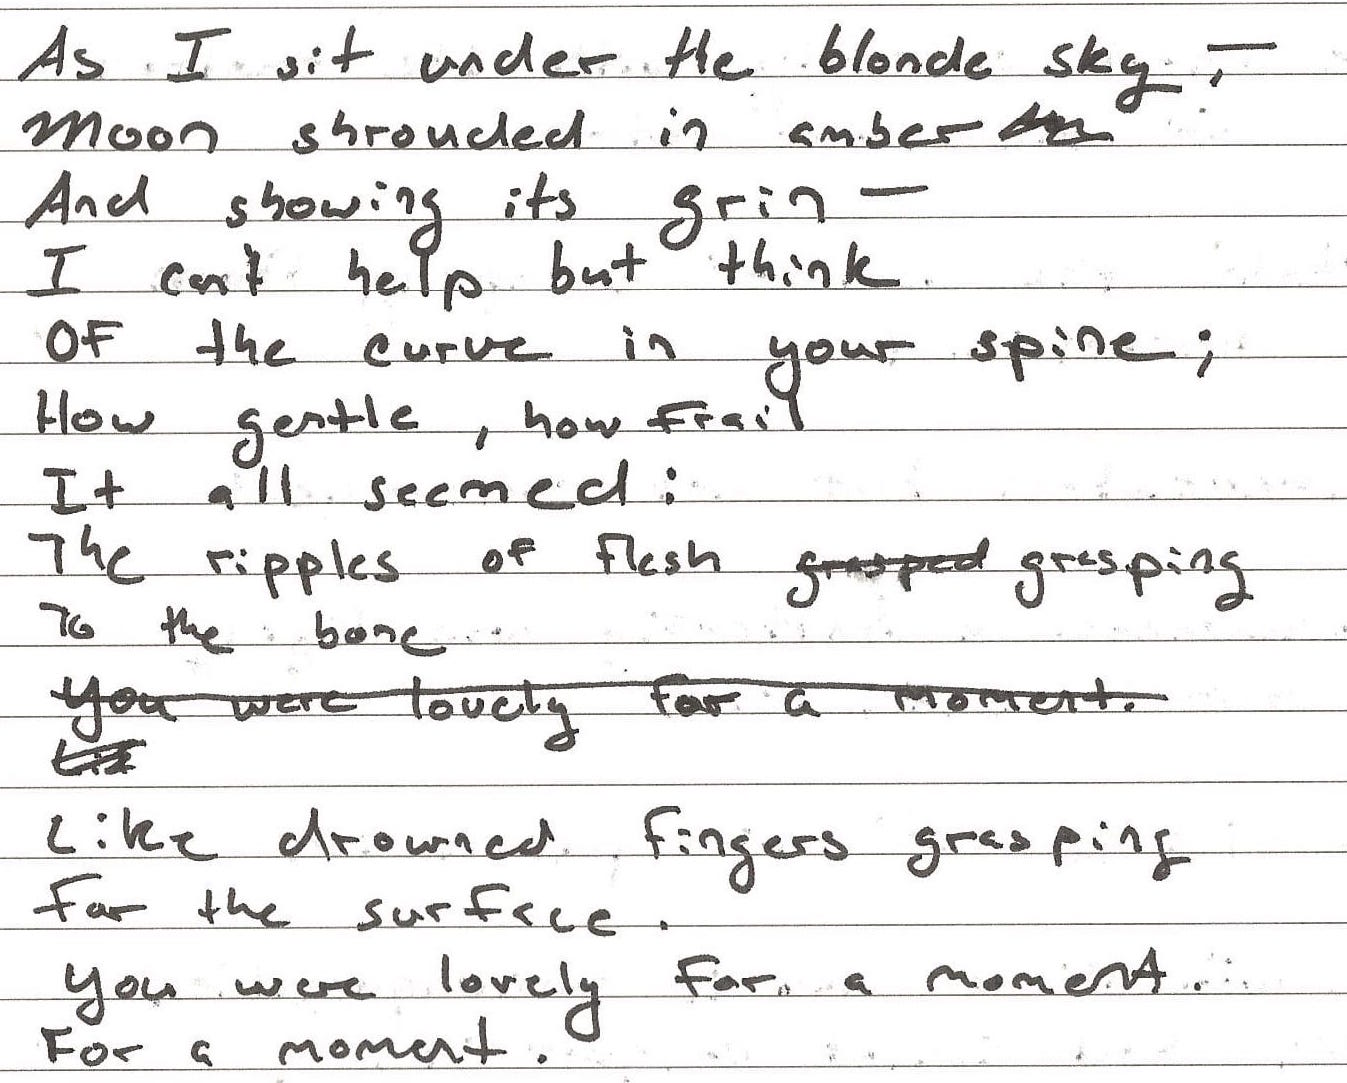 As I sit under the blonde sky, —
Moon shrouded in amber
And showing its grin —
I can't help but think
Of the curve in your spine;
How gentle, how frail
It all seemed:
The ripples of flesh grasped grasping
To the bone
You were lovely for a moment.
Like drowned fingers grasping
For the surface.
You were lovely for a moment.
For a moment.